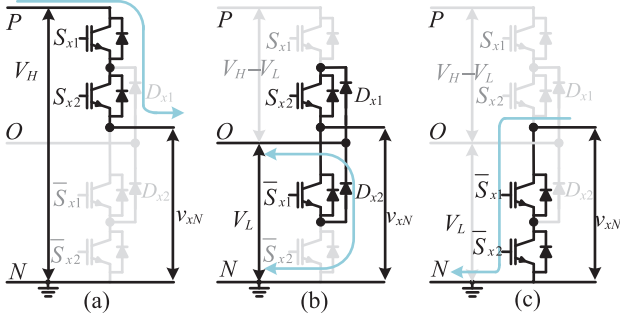 P
S_x1
V_H
S_x2
D_x1
O
S̅_x1
D_x2
v_xN
S̅_x2
N
(a)
P
S_x1
V_H–V_L
S_x2
D_x1
O
S̅_x1
D_x2
V_L
v_xN
S̅_x2
N
(b)
P
S_x1
V_H–V_L
S_x2
D_x1
O
S̅_x1
D_x2
V_L
v_xN
S̅_x2
N
(c)